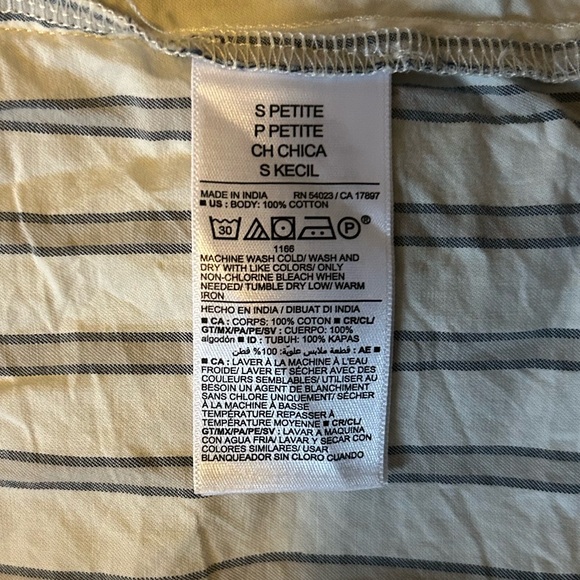 S PETITE
P PETITE
CH CHICA
S KECIL
MADE IN INDIA RN 54023 / CA 17897
■ US : BODY: 100% COTTON
30 P ®
1166
MACHINE WASH COLD/ WASH AND
DRY WITH LIKE COLORS/ ONLY
NON-CHLORINE BLEACH WHEN
NEEDED/ TUMBLE DRY LOW/ WARM
IRON
HECHO EN INDIA / DIBUAT DI INDIA
■ CA : CORPS: 100% COTON ■ CR/CL/
GT/MX/PA/PE/SV : CUERPO: 100%
algodón ■ ID : TUBUH: 100% KAPAS
■ AE : قطعة ملابس علوية: 100% قطن
■ CA : LAVER À LA MACHINE À L'EAU
FROIDE/ LAVER ET SÉCHER AVEC DES
COULEURS SEMBLABLES/ UTILISER AU
BESOIN UN AGENT DE BLANCHIMENT
SANS CHLORE UNIQUEMENT/ SÉCHER
À LA MACHINE À BASSE
TEMPÉRATURE/ REPASSER À
TEMPÉRATURE MOYENNE ■ CR/CL/
GT/MX/PA/PE/SV : LAVAR A MAQUINA
CON AGUA FRIA/ LAVAR Y SECAR CON
COLORES SIMILARES/ USAR
BLANQUEADOR SIN CLORO CUANDO